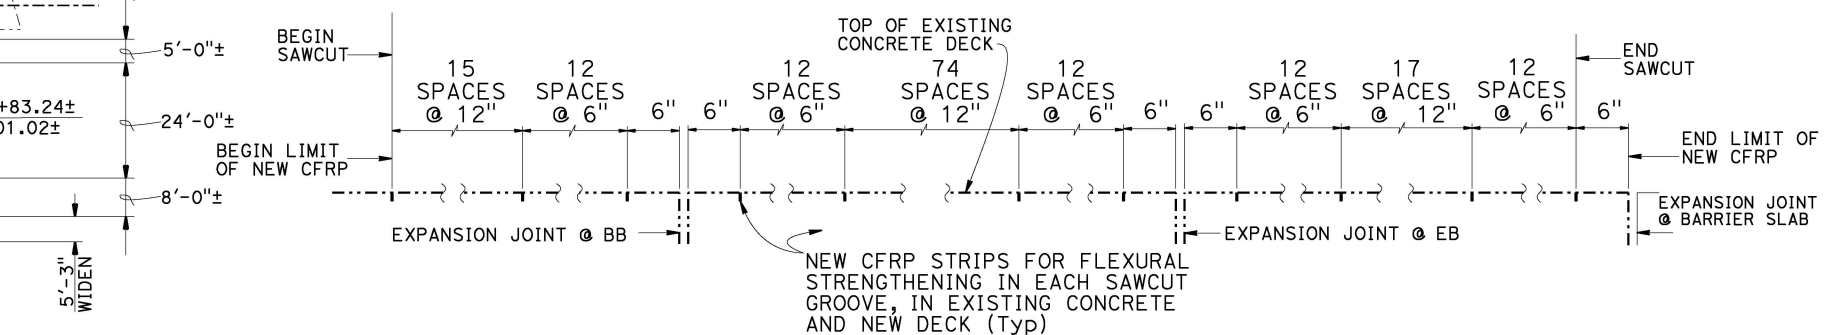 5'-0"±
+83.24±
01.02±
24'-0"±
8'-0"±
5'-3"
WIDEN
BEGIN
SAWCUT
BEGIN LIMIT
OF NEW CFRP
15
SPACES
@ 12"
12
SPACES
@ 6"
6"
6"
12
SPACES
@ 6"
TOP OF EXISTING
CONCRETE DECK
74
SPACES
@ 12"
12
SPACES
@ 6"
6"
6"
12
SPACES
@ 6"
17
SPACES
@ 12"
12
SPACES
@ 6"
6"
END
SAWCUT
END LIMIT OF
NEW CFRP
EXPANSION JOINT
@ BARRIER SLAB
EXPANSION JOINT @ BB
EXPANSION JOINT @ EB
NEW CFRP STRIPS FOR FLEXURAL
STRENGTHENING IN EACH SAWCUT
GROOVE, IN EXISTING CONCRETE
AND NEW DECK (Typ)